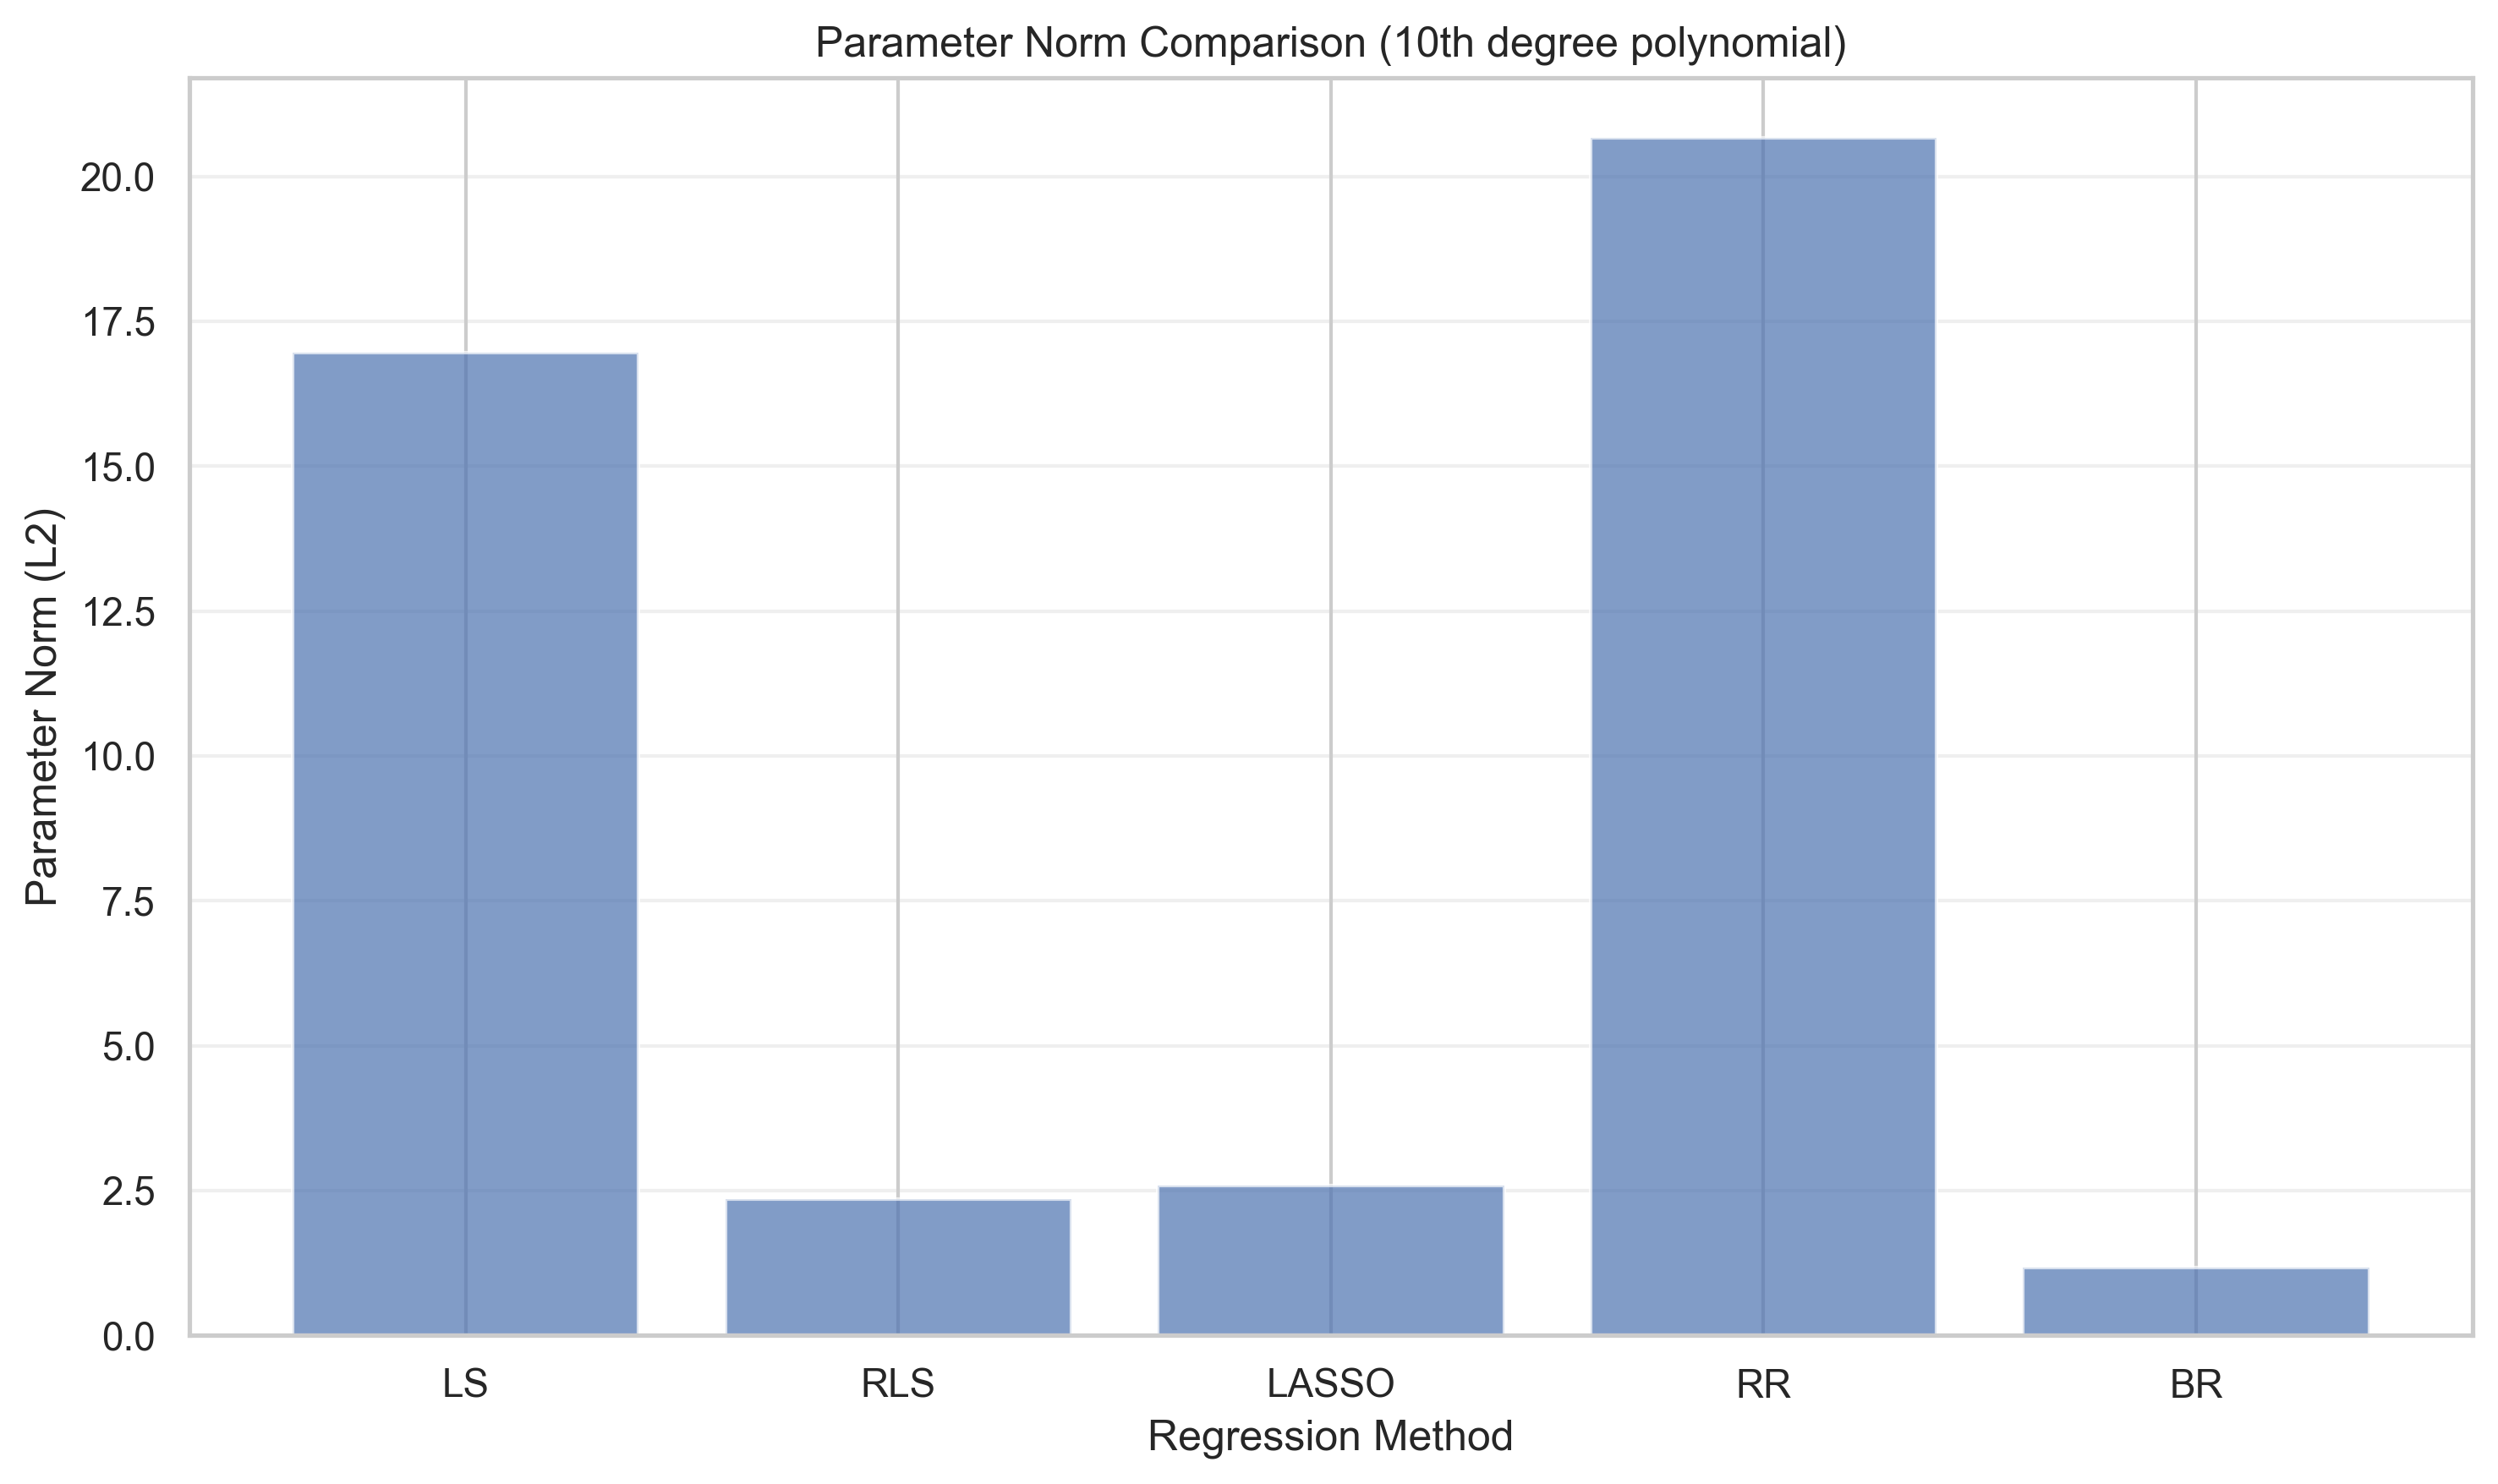 Parameter Norm Comparison (10th degree polynomial)
Parameter Norm (L2)
20.0
17.5
15.0
12.5
10.0
7.5
5.0
2.5
0.0
LS RLS LASSO RR BR
Regression Method